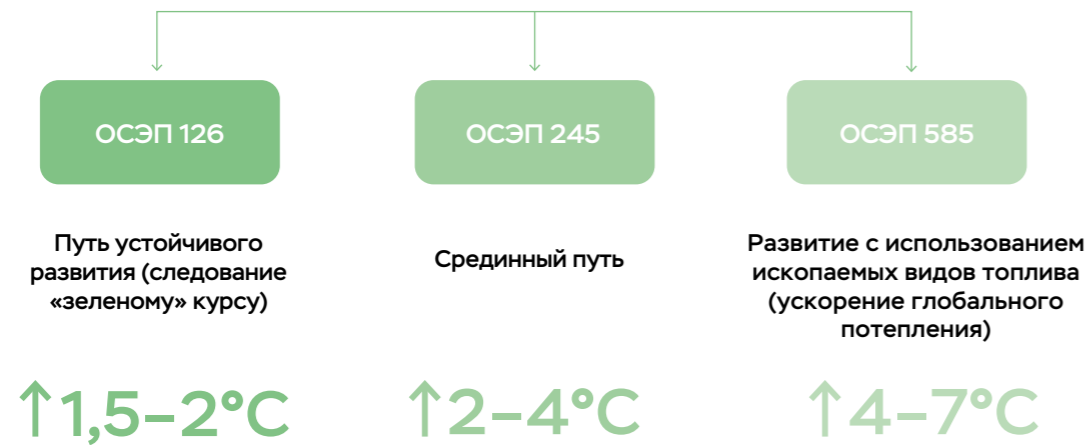 ОСЭП 126
ОСЭП 245
ОСЭП 585
Путь устойчивого
развития (следование
«зеленому» курсу)
Срединный путь
Развитие с использованием
ископаемых видов топлива
(ускорение глобального
потепления)
↑1,5–2°C
↑2–4°C
↑4–7°C